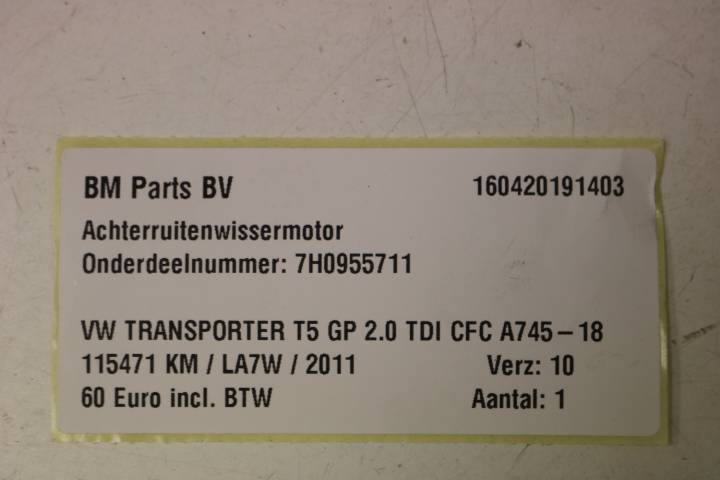 BM Parts BV 160420191403
Achterruitenwissermotor
Onderdeelnummer: 7H0955711
VW TRANSPORTER T5 GP 2.0 TDI CFC A745-18
115471 KM / LA7W / 2011 Verz: 10
60 Euro incl. BTW Aantal: 1